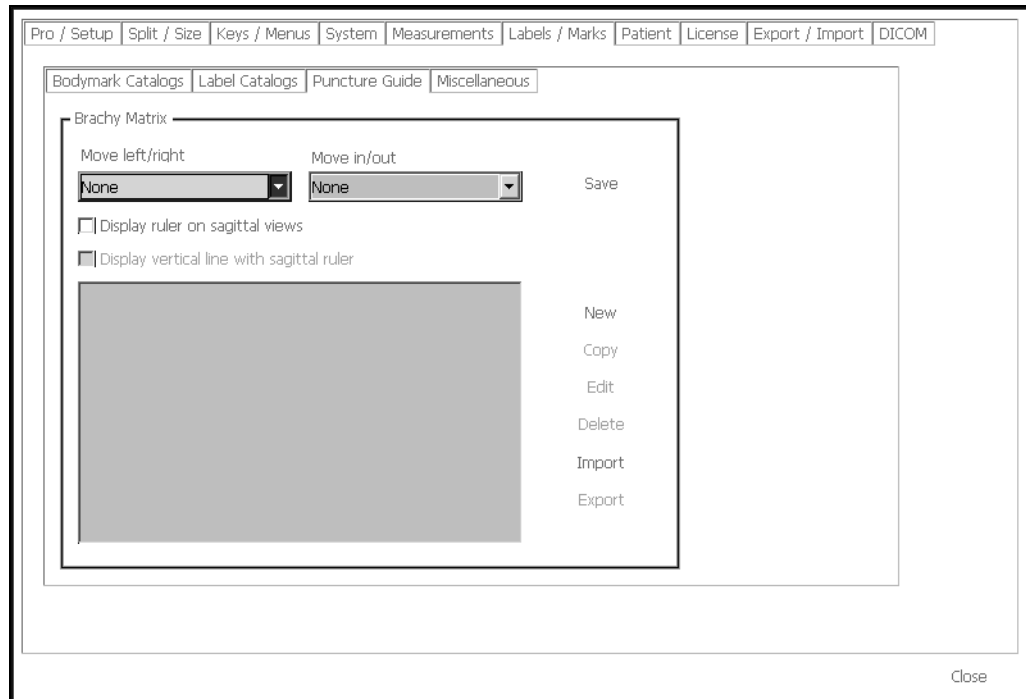 Pro / Setup Split / Size Keys / Menus System Measurements Labels / Marks Patient License Export / Import DICOM
Bodymark Catalogs Label Catalogs Puncture Guide Miscellaneous
Brachy Matrix
Move left/right Move in/out
None None Save
Display ruler on sagittal views
Display vertical line with sagittal ruler
New
Copy
Edit
Delete
Import
Export
Close